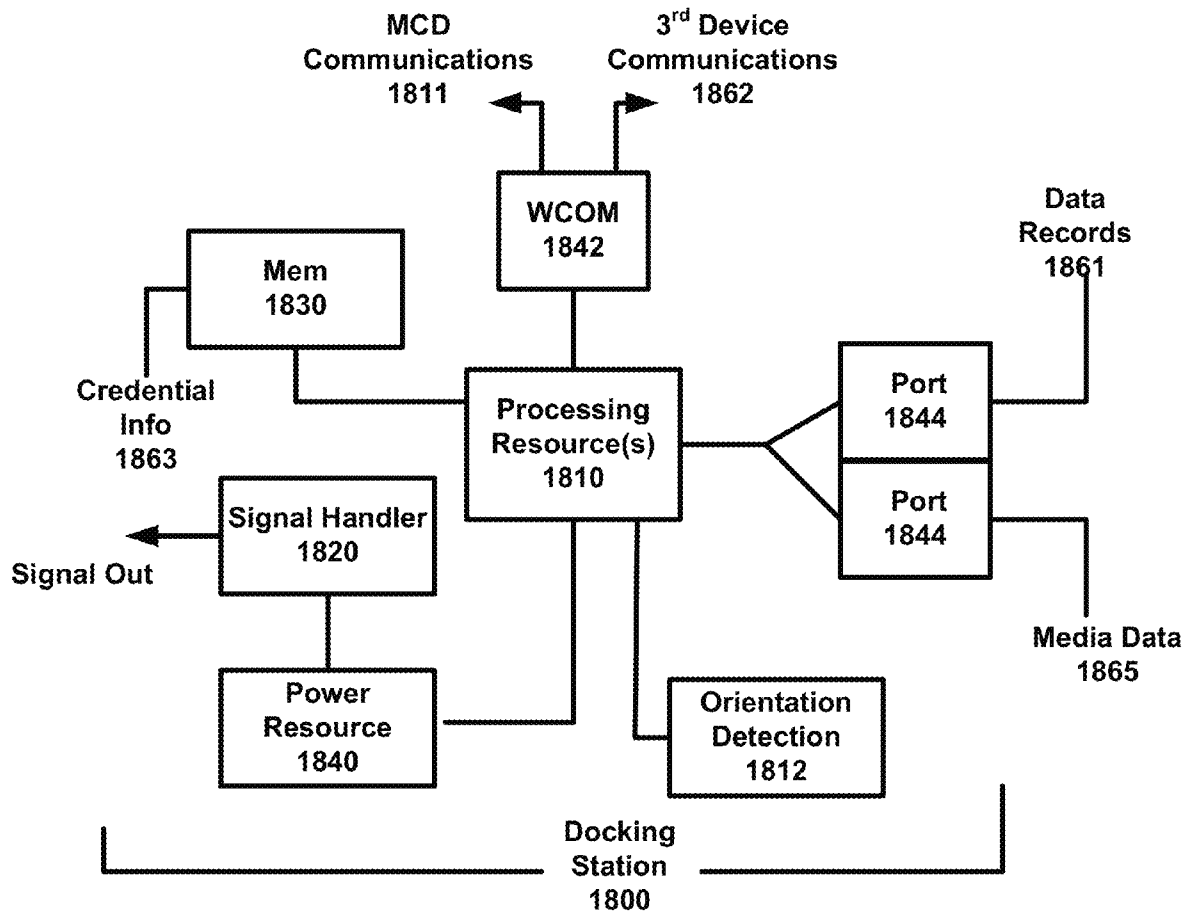 MCD
Communications
1811
3rd Device
Communications
1862
WCOM
1842
Data
Records
1861
Mem
1830
Credential
Info
1863
Processing
Resource(s)
1810
Port
1844
Port
1844
Signal Handler
1820
Signal Out
Media Data
1865
Power
Resource
1840
Orientation
Detection
1812
Docking
Station
1800